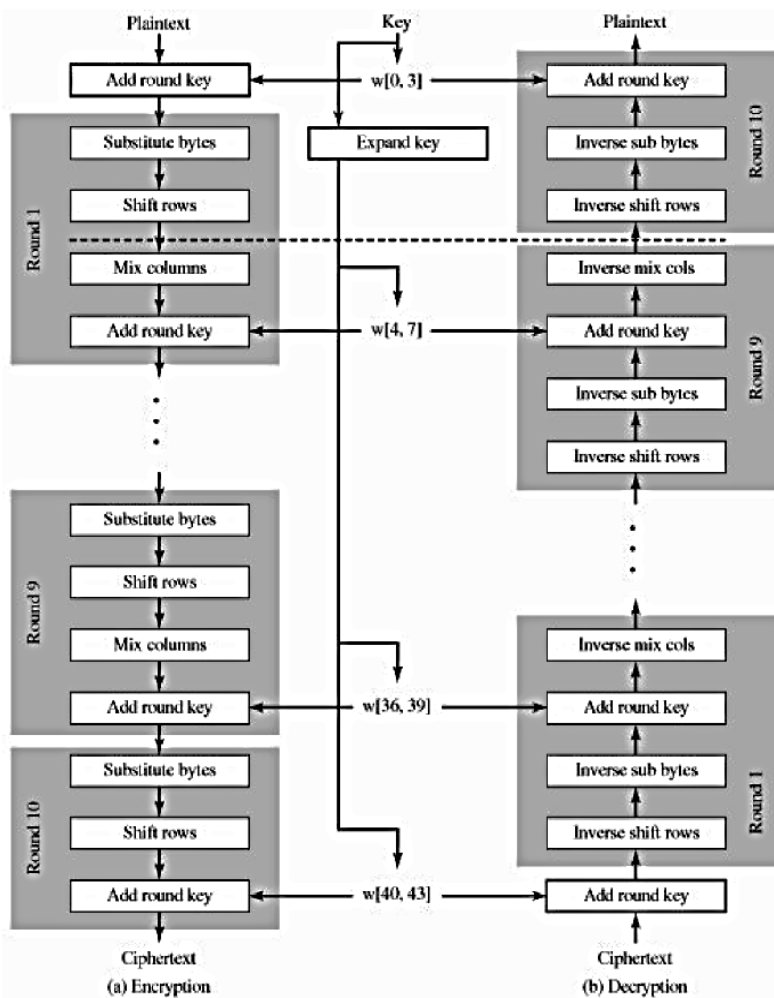 Plaintext
Add round key
Round 1
Substitute bytes
Shift rows
Mix columns
Add round key
Round 9
Substitute bytes
Shift rows
Mix columns
Add round key
Round 10
Substitute bytes
Shift rows
Add round key
Ciphertext
(a) Encryption
Key
w[0, 3]
Expand key
w[4, 7]
w[36, 39]
w[40, 43]
Plaintext
Add round key
Inverse sub bytes
Inverse shift rows
Round 10
Inverse mix cols
Add round key
Inverse sub bytes
Inverse shift rows
Round 9
Inverse mix cols
Add round key
Inverse sub bytes
Inverse shift rows
Round 1
Add round key
Ciphertext
(b) Decryption